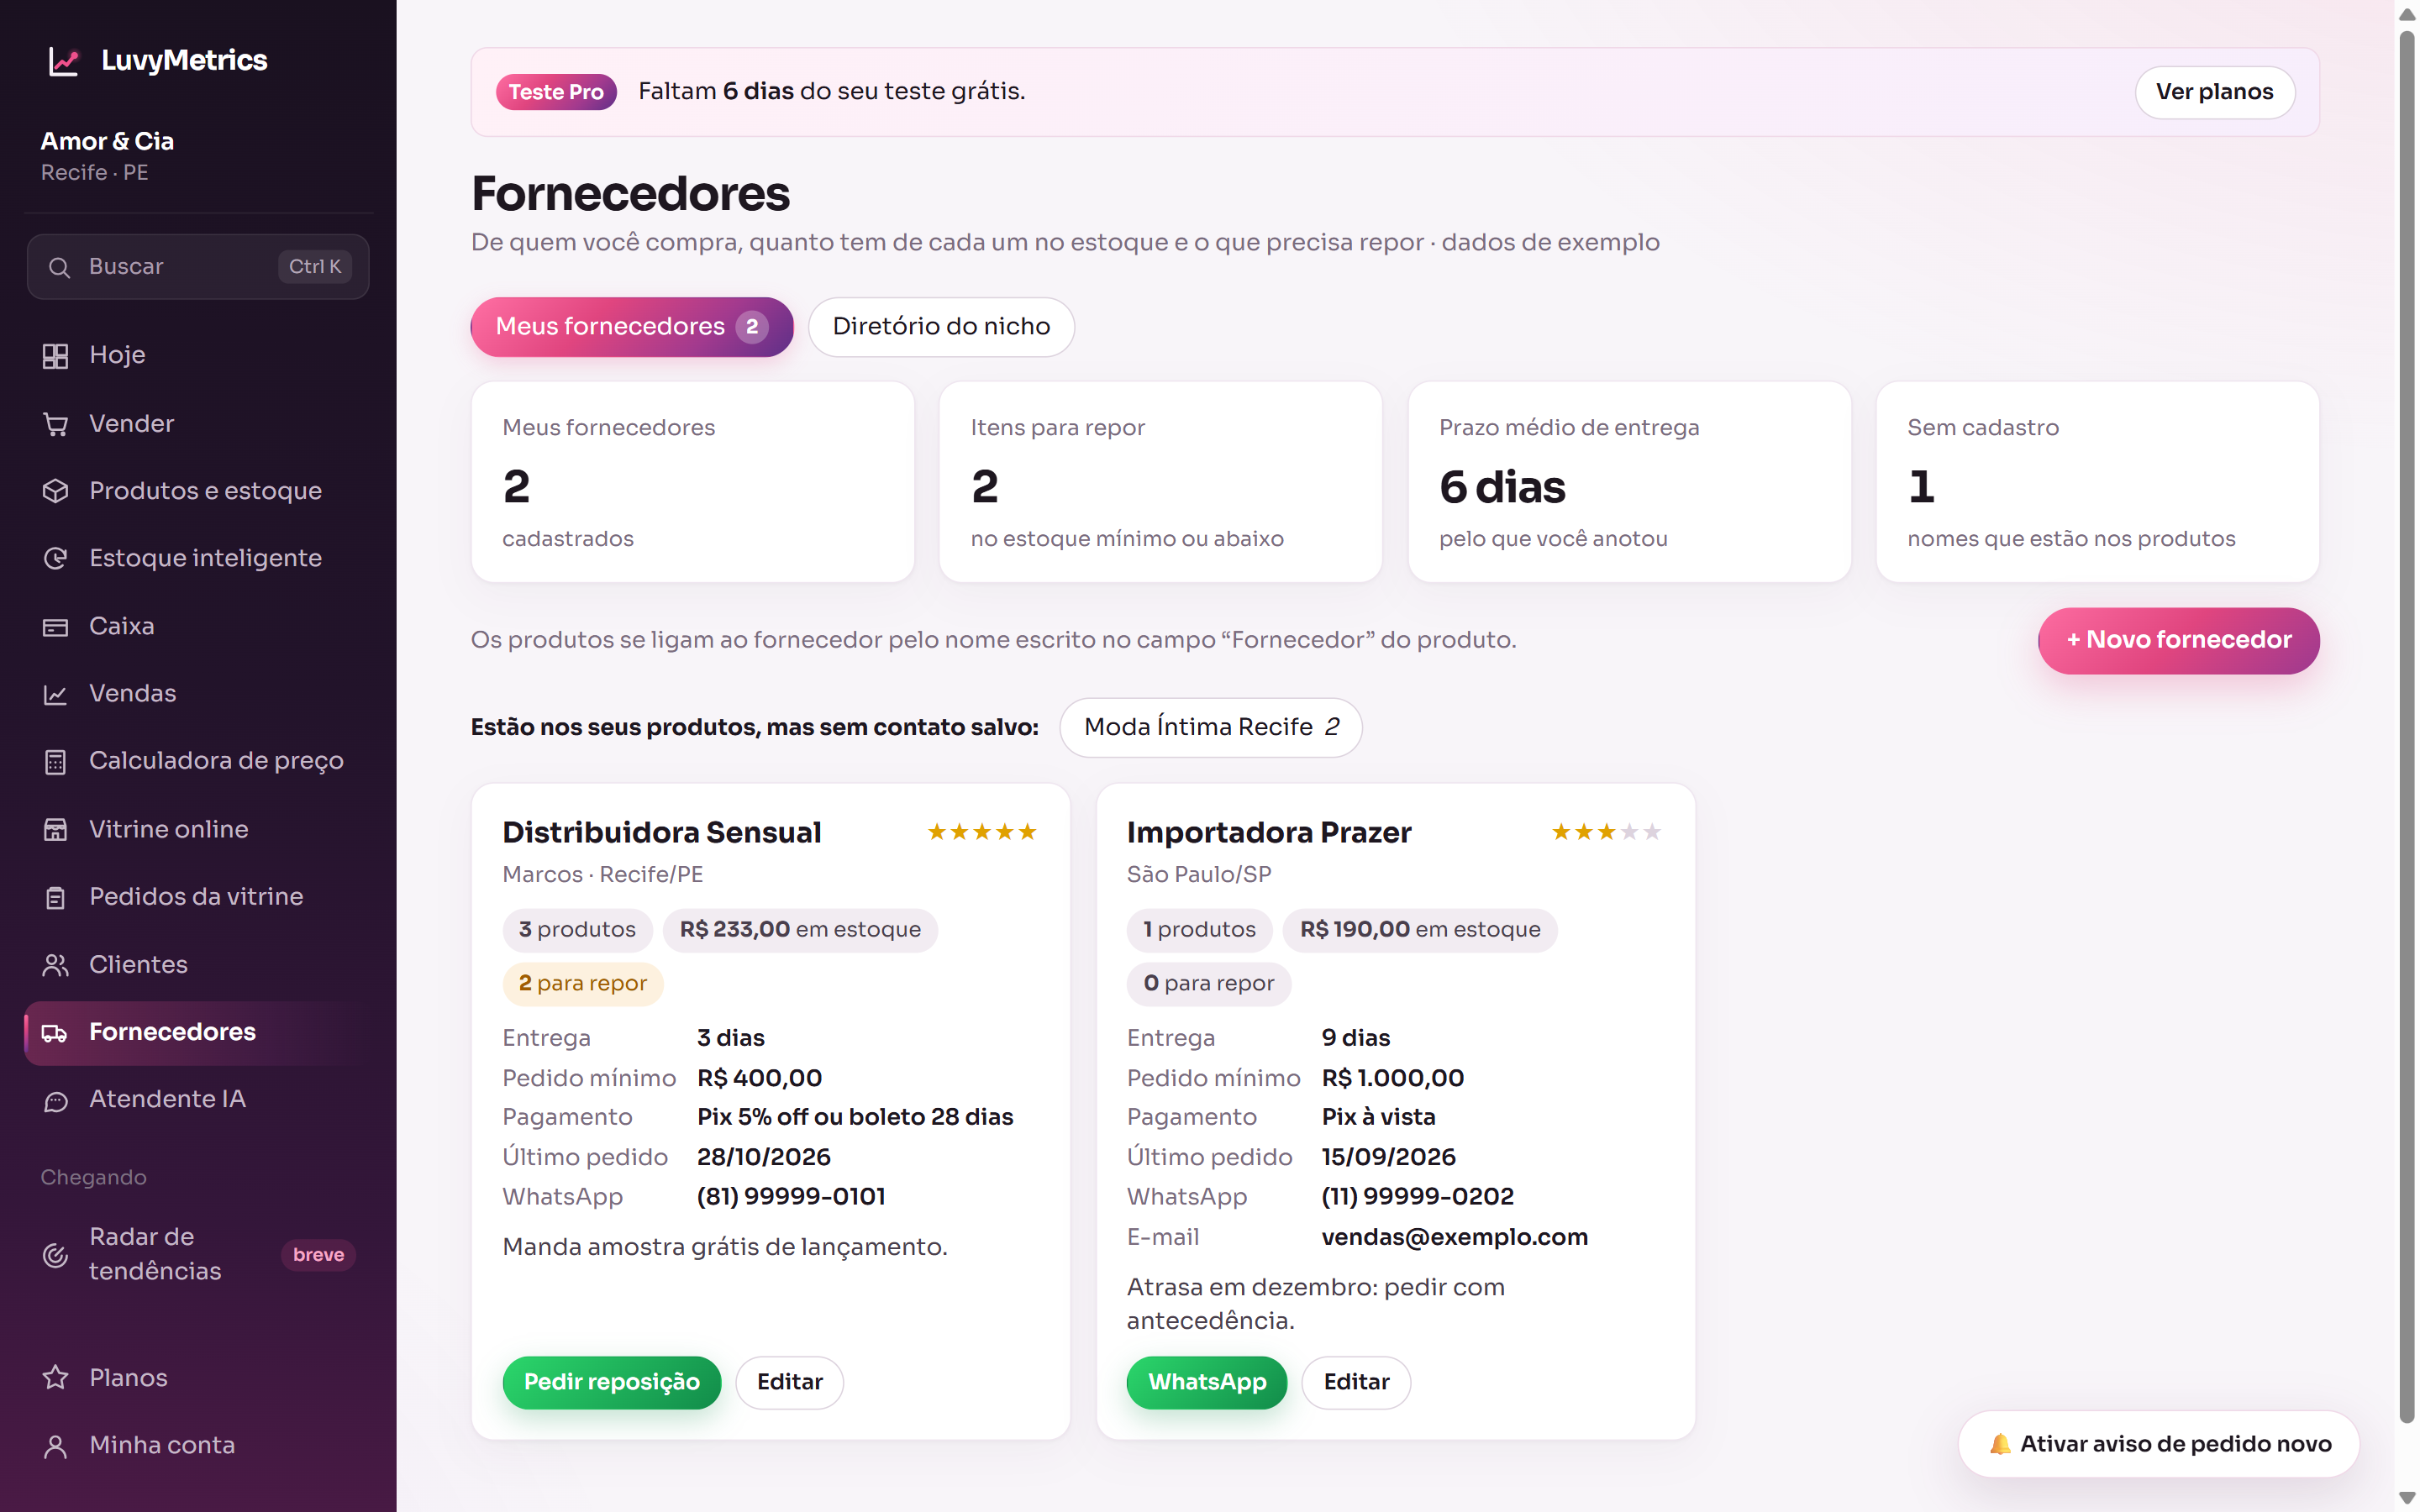 LuvyMetrics
Amor & Cia
Recife · PE
Buscar Ctrl K
Hoje
Vender
Produtos e estoque
Estoque inteligente
Caixa
Vendas
Calculadora de preço
Vitrine online
Pedidos da vitrine
Clientes
Fornecedores
Atendente IA
Chegando
Radar de
tendências
breve
Planos
Minha conta
Teste Pro Faltam 6 dias do seu teste grátis. Ver planos
Fornecedores
De quem você compra, quanto tem de cada um no estoque e o que precisa repor · dados de exemplo
Meus fornecedores 2 Diretório do nicho
Meus fornecedores
2
cadastrados
Itens para repor
2
no estoque mínimo ou abaixo
Prazo médio de entrega
6 dias
pelo que você anotou
Sem cadastro
1
nomes que estão nos produtos
Os produtos se ligam ao fornecedor pelo nome escrito no campo “Fornecedor” do produto.
+ Novo fornecedor
Estão nos seus produtos, mas sem contato salvo: Moda Íntima Recife 2
Distribuidora Sensual ★★★★★
Marcos · Recife/PE
3 produtos R$ 233,00 em estoque
2 para repor
Entrega 3 dias
Pedido mínimo R$ 400,00
Pagamento Pix 5% off ou boleto 28 dias
Último pedido 28/10/2026
WhatsApp (81) 99999-0101
Manda amostra grátis de lançamento.
Pedir reposição Editar
Importadora Prazer ★★★★★
São Paulo/SP
1 produtos R$ 190,00 em estoque
0 para repor
Entrega 9 dias
Pedido mínimo R$ 1.000,00
Pagamento Pix à vista
Último pedido 15/09/2026
WhatsApp (11) 99999-0202
E-mail vendas@exemplo.com
Atrasa em dezembro: pedir com
antecedência.
WhatsApp Editar
🔔 Ativar aviso de pedido novo